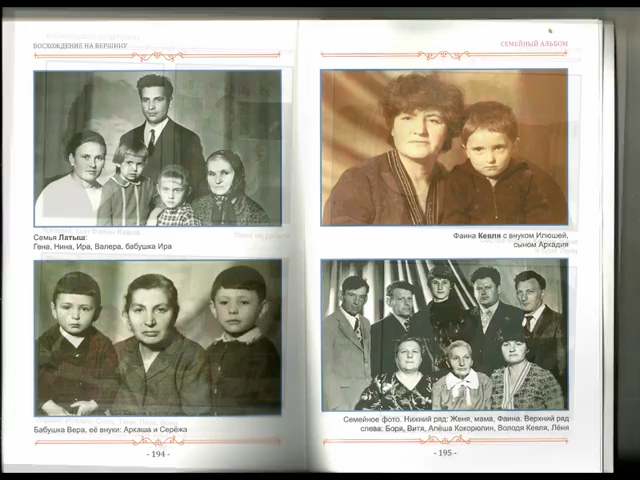 ВОСХОЖДЕНИЕ НА ВЕРШИНУ
Семья Латыш:
Гена, Нина, Ира, Валера, бабушка Ира
Бабушка Вера, её внуки: Аркаша и Серёжа
- 194 -
СЕМЕЙНЫЙ АЛЬБОМ
Фаина Кевля с внуком Илюшей,
сыном Аркадия
Семейное фото. Нижний ряд: Женя, мама, Фаина. Верхний ряд
слева: Боря, Витя, Алёша Кокорюлин, Володя Кевля, Лёня
- 195 -